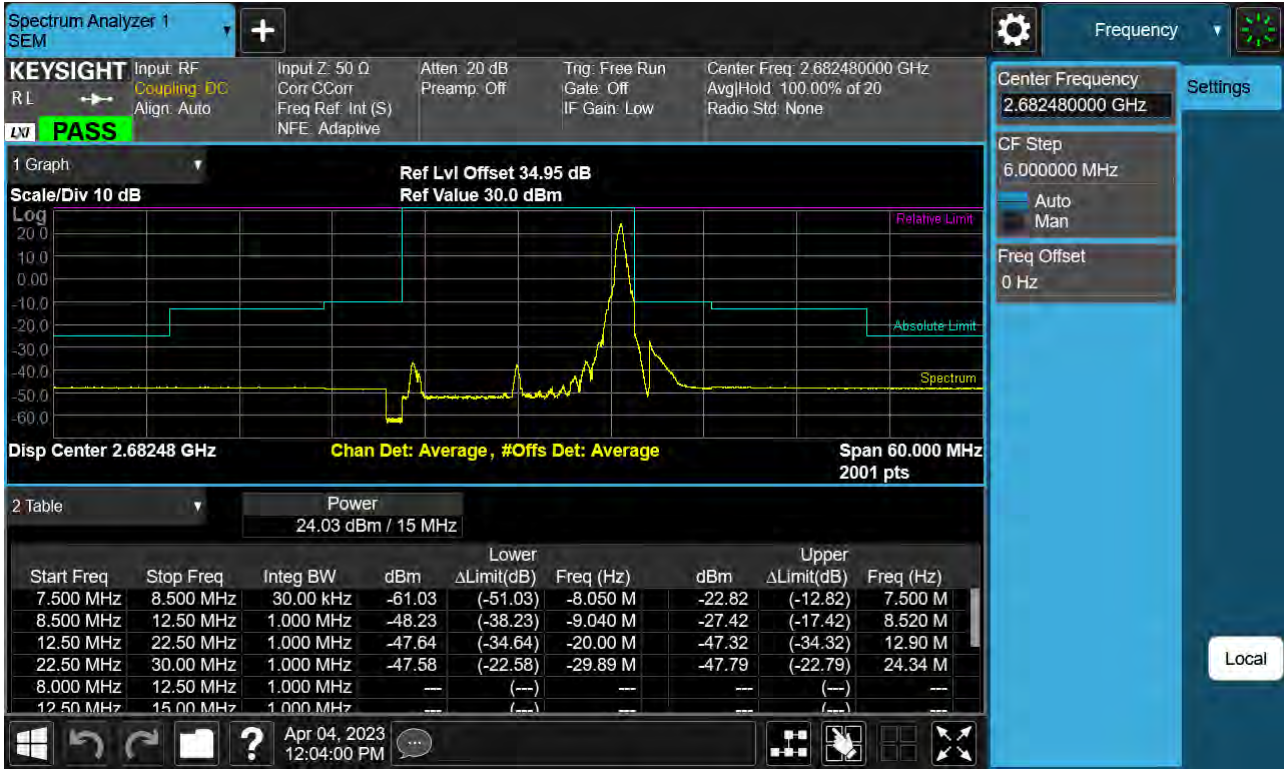 Spectrum Analyzer 1
SEM
Frequency
KEYSIGHT
RL
LXI
PASS
Input: RF
Coupling: DC
Align: Auto
Input Z: 50 Ω
Corr CCorr
Freq Ref: Int (S)
NFE: Adaptive
Atten: 20 dB
Preamp: Off
Trig: Free Run
Gate: Off
IF Gain: Low
Center Freq: 2.682480000 GHz
Avg|Hold: 100.00% of 20
Radio Std: None
Center Frequency
2.682480000 GHz
CF Step
6.000000 MHz
Auto
Man
Freq Offset
0 Hz
Settings
Local
1 Graph
Scale/Div 10 dB
Ref Lvl Offset 34.95 dB
Ref Value 30.0 dBm
Log
20.0
10.0
0.00
-10.0
-20.0
-30.0
-40.0
-50.0
-60.0
Relative Limit
Absolute Limit
Spectrum
Disp Center 2.68248 GHz
Chan Det: Average, #Offs Det: Average
Span 60.000 MHz
2001 pts
2 Table
Power
24.03 dBm / 15 MHz
Lower Upper
Start Freq Stop Freq Integ BW dBm ΔLimit(dB) Freq (Hz) dBm ΔLimit(dB) Freq (Hz)
7.500 MHz 8.500 MHz 30.00 kHz -61.03 (-51.03) -8.050 M -22.82 (-12.82) 7.500 M
8.500 MHz 12.50 MHz 1.000 MHz -48.23 (-38.23) -9.040 M -27.42 (-17.42) 8.520 M
12.50 MHz 22.50 MHz 1.000 MHz -47.64 (-34.64) -20.00 M -47.32 (-34.32) 12.90 M
22.50 MHz 30.00 MHz 1.000 MHz -47.58 (-22.58) -29.89 M -47.79 (-22.79) 24.34 M
8.000 MHz 12.50 MHz 1.000 MHz --- (---) --- --- (---) ---
12.50 MHz 15.00 MHz 1.000 MHz --- (---) --- --- (---) ---
?
Apr 04, 2023
12:04:00 PM